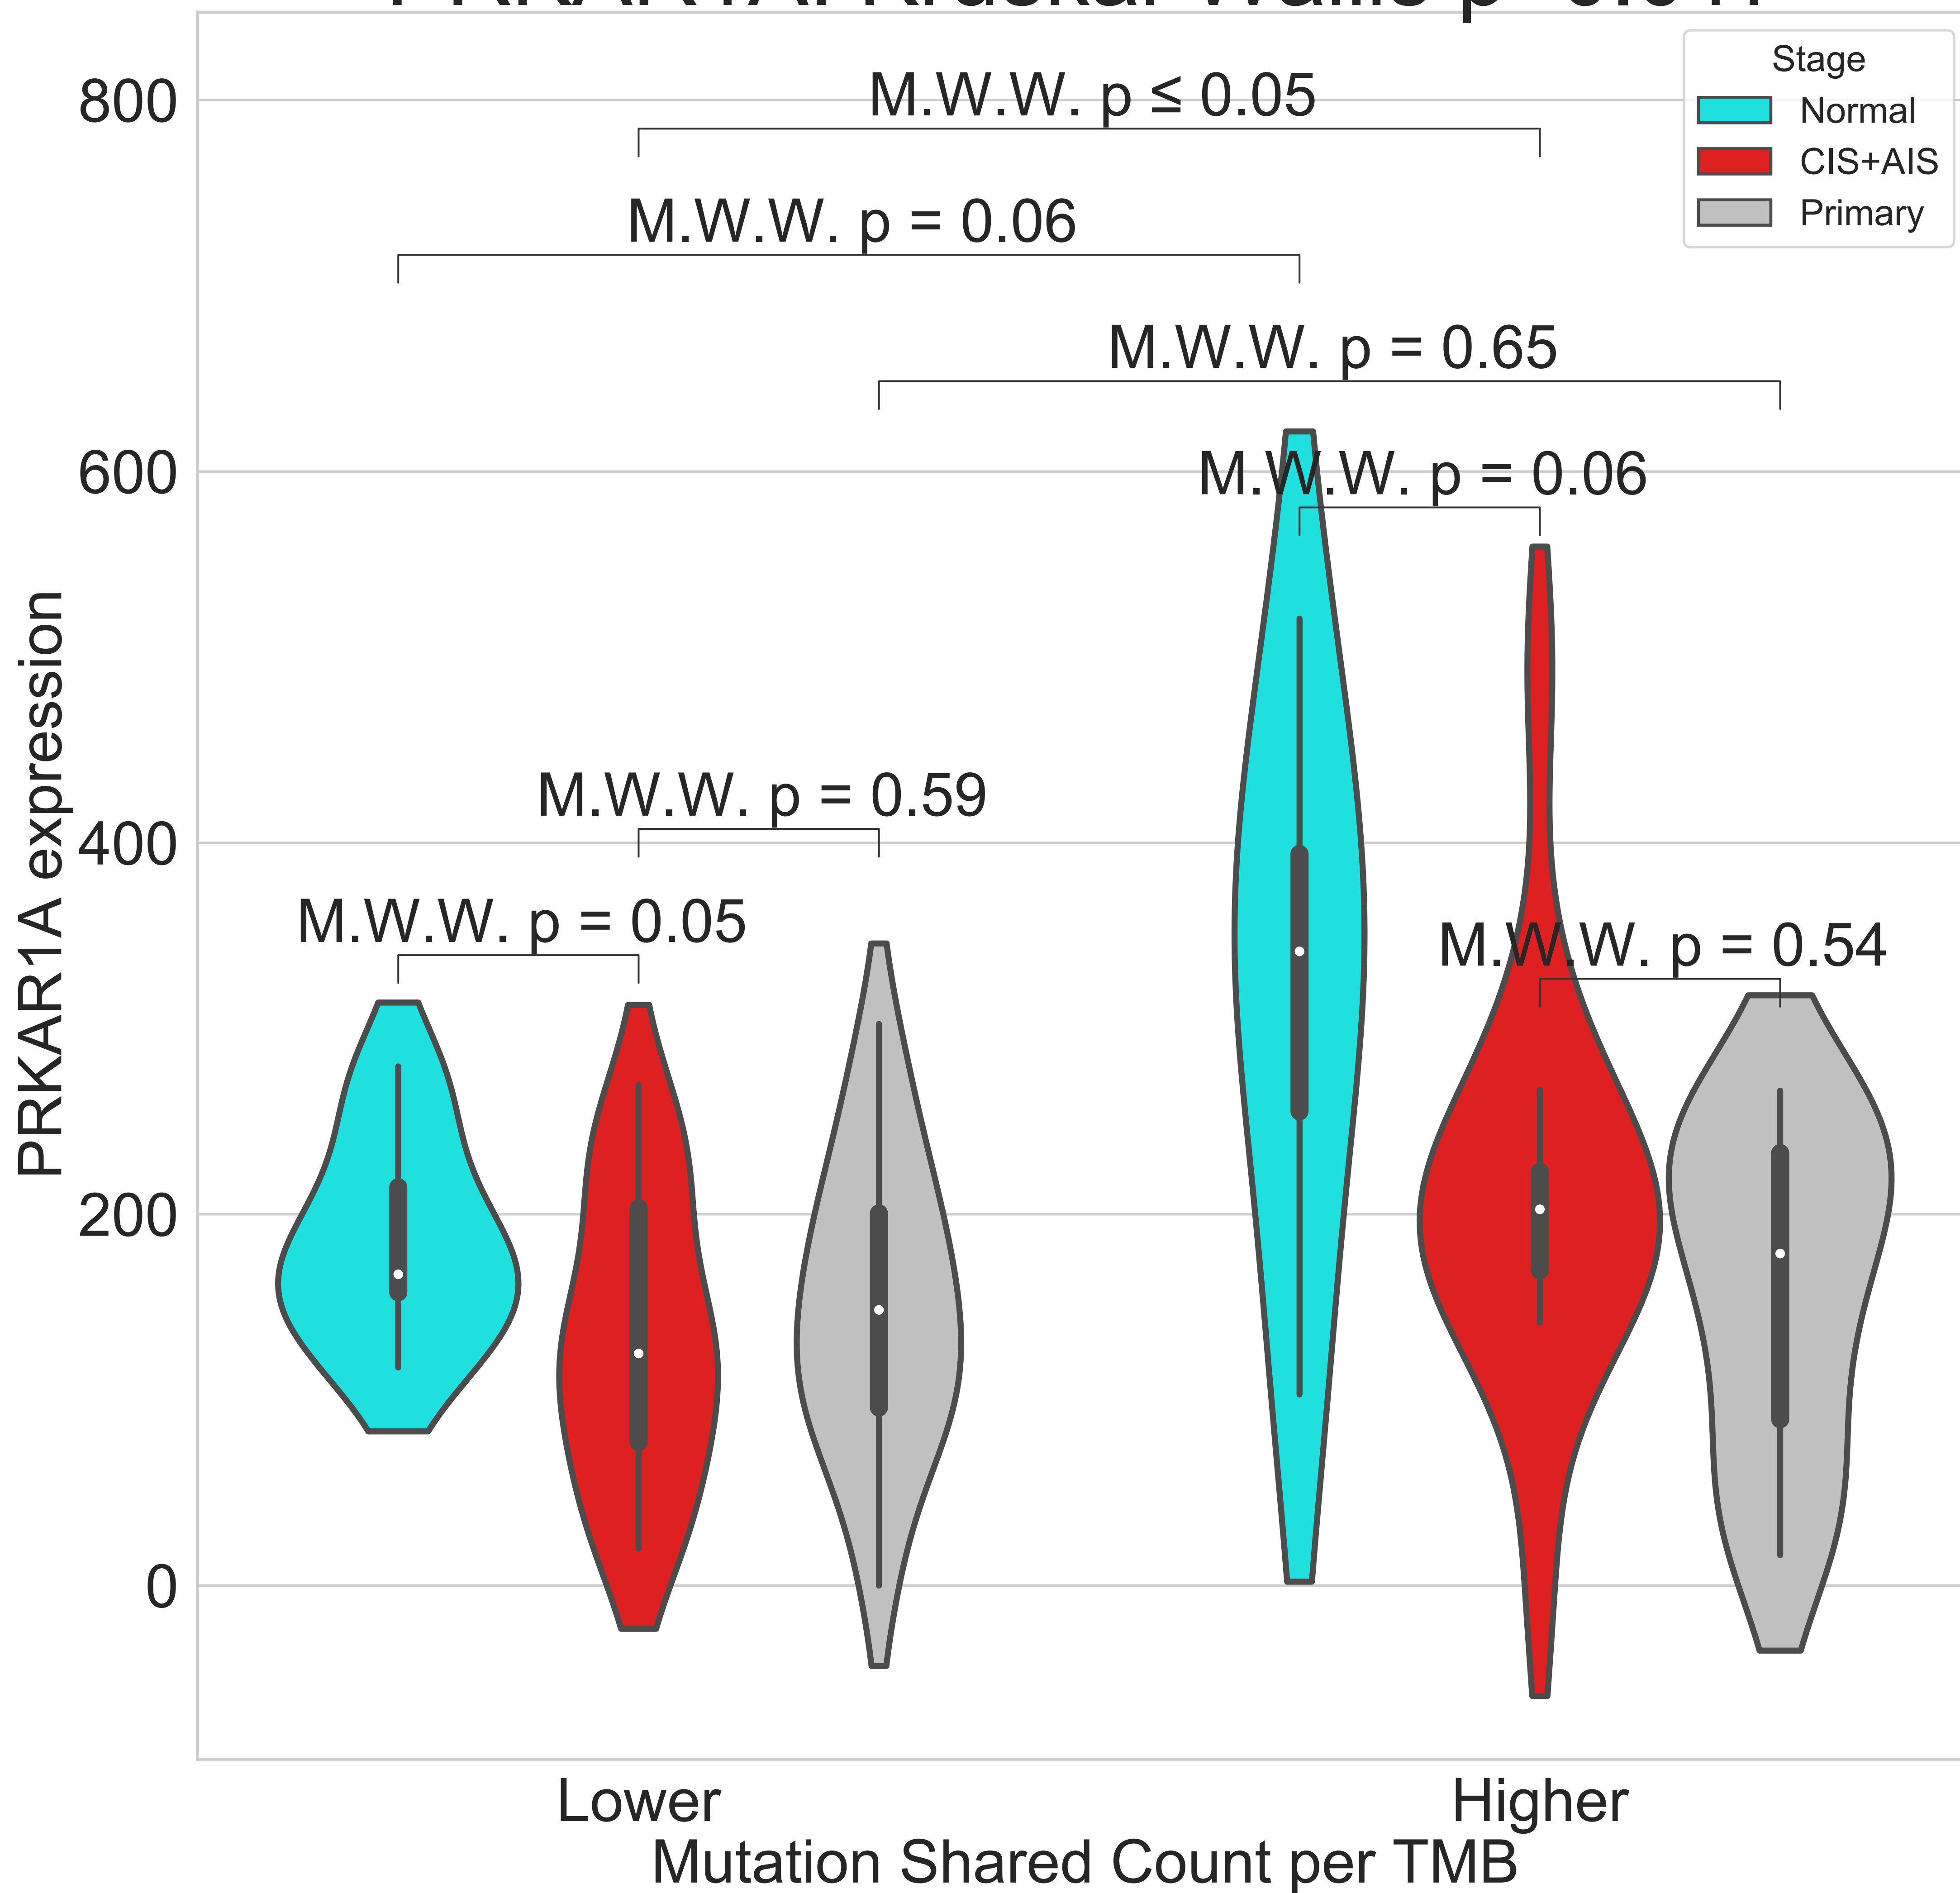 800
600
400
200
0
PRKAR1A expression
M.W.W. p ≤ 0.05
M.W.W. p = 0.06
M.W.W. p = 0.65
M.W.W. p = 0.06
M.W.W. p = 0.59
M.W.W. p = 0.05
M.W.W. p = 0.54
Stage
Normal
CIS+AIS
Primary
Lower
Higher
Mutation Shared Count per TMB